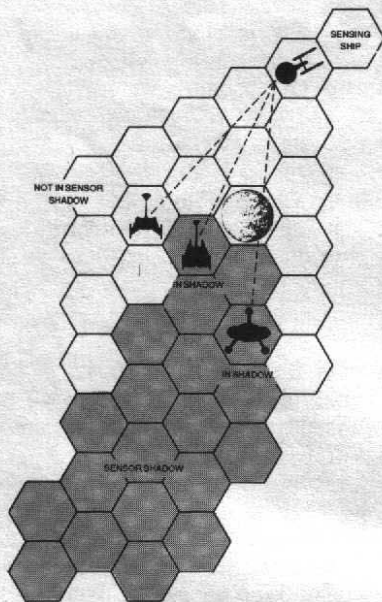 SENSING
SHIP
NOT IN SENSOR
SHADOW
IN SHADOW
IN SHADOW
SENSOR SHADOW